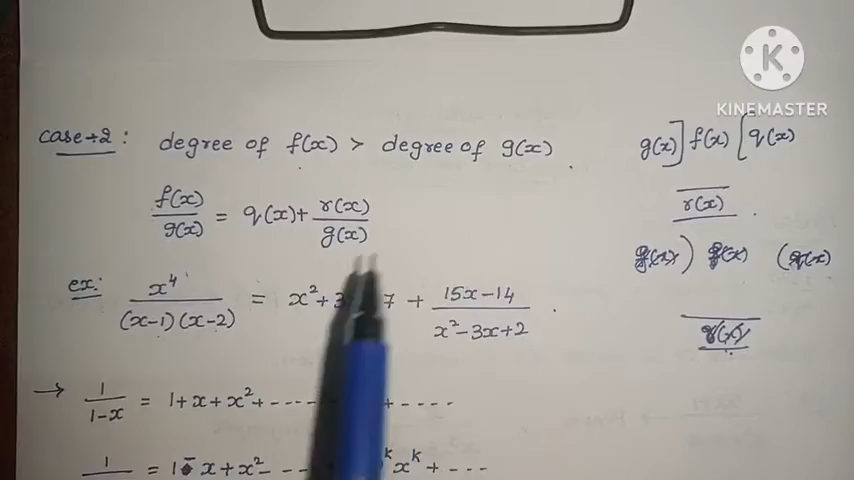 KINEMASTER
case-2: degree of f(x) > degree of g(x)
g(x)] f(x) [q(x)
r(x)
f(x)/g(x) = q(x) + r(x)/g(x)
g(x)) f(x) (q(x)
r(x)
ex: x⁴/(x-1)(x-2) = x²+3 7 + 15x-14/x²-3x+2 .
→ 1/1-x = 1+x+x²+---- + ----
1 = 1-x+x²- ---- ᵏxᵏ+ ---